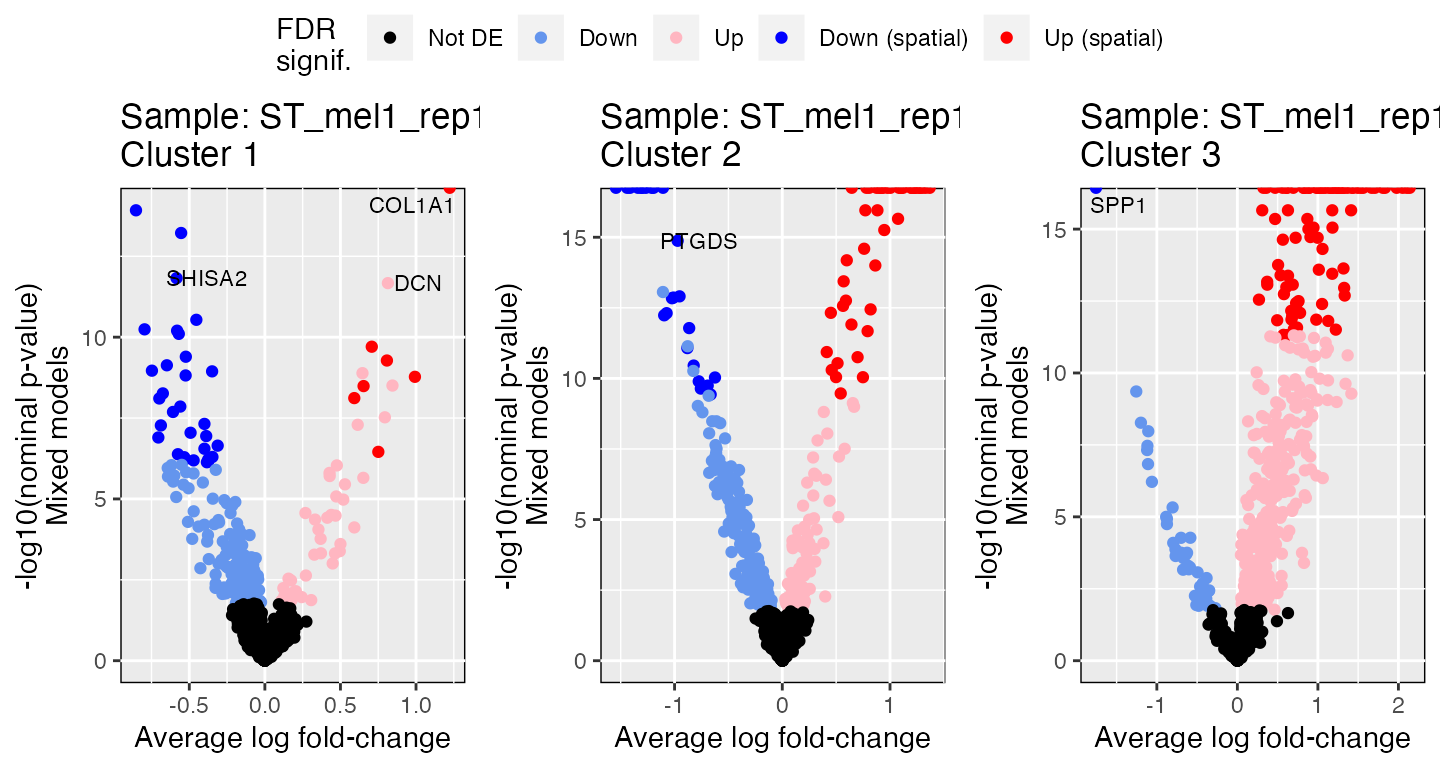 FDR
signif.
Not DE
Down
Up
Down (spatial)
Up (spatial)
Sample: ST_mel1_rep1
Cluster 1
COL1A1
SHISA2
DCN
10
5
0
-0.5
0.0
0.5
1.0
-log10(nominal p-value)
Mixed models
Average log fold-change
Sample: ST_mel1_rep1
Cluster 2
PTGDS
15
10
5
0
-1
0
1
-log10(nominal p-value)
Mixed models
Average log fold-change
Sample: ST_mel1_rep1
Cluster 3
SPP1
15
10
5
0
-1
0
1
2
-log10(nominal p-value)
Mixed models
Average log fold-change